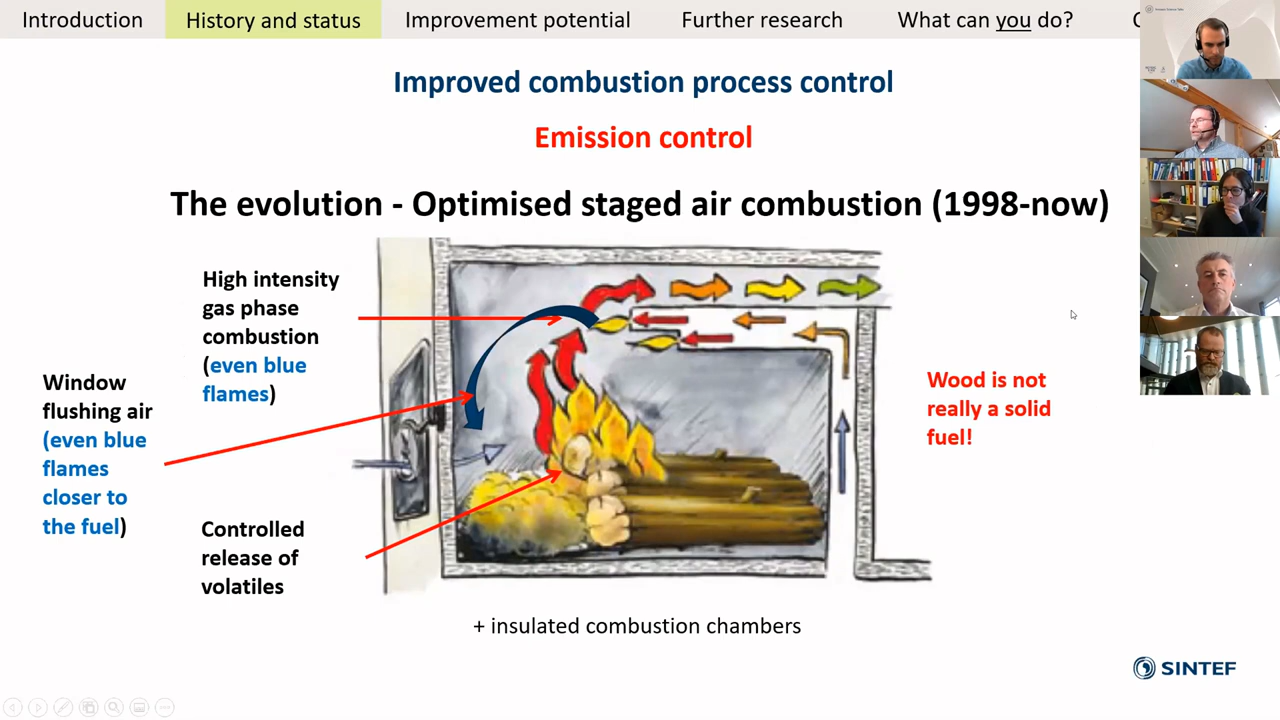 Introduction
History and status
Improvement potential
Further research
What can you do?
Improved combustion process control
Emission control
The evolution - Optimised staged air combustion (1998-now)
High intensity
gas phase
combustion
(even blue
flames)
Window
flushing air
(even blue
flames
closer to
the fuel)
Controlled
release of
volatiles
Wood is not
really a solid
fuel!
+ insulated combustion chambers
SINTEF